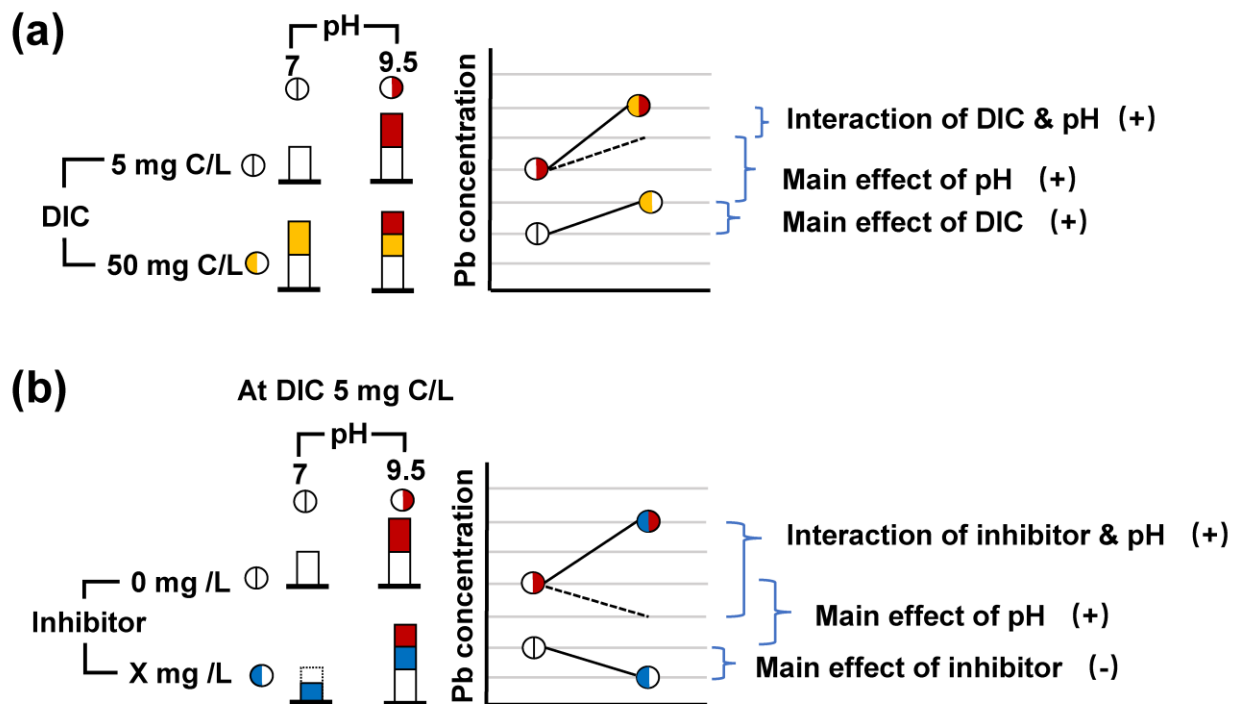 (a)
pH
7
9.5
5 mg C/L
DIC
50 mg C/L
Pb concentration
Interaction of DIC & pH (+)
Main effect of pH (+)
Main effect of DIC (+)
(b)
At DIC 5 mg C/L
pH
7
9.5
0 mg /L
Inhibitor
X mg /L
Pb concentration
Interaction of inhibitor & pH (+)
Main effect of pH (+)
Main effect of inhibitor (-)